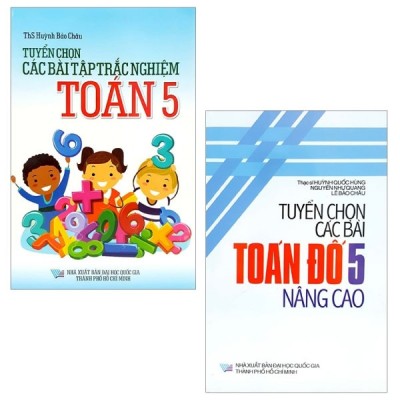 ThS Huỳnh Bảo Châu
TUYỂN CHỌN
CÁC BÀI TẬP TRẮC NGHIỆM
TOÁN 5
NHÀ XUẤT BẢN ĐẠI HỌC QUỐC GIA
THÀNH PHỐ HỒ CHÍ MINH
Thạc sĩ HUỲNH QUỐC HÙNG
NGUYỄN NHƯ QUANG
LÊ BẢO CHÂU
TUYỂN CHỌN
CÁC BÀI
TOÁN ĐỐ 5
NÂNG CAO
NHÀ XUẤT BẢN ĐẠI HỌC QUỐC GIA
THÀNH PHỐ HỒ CHÍ MINH